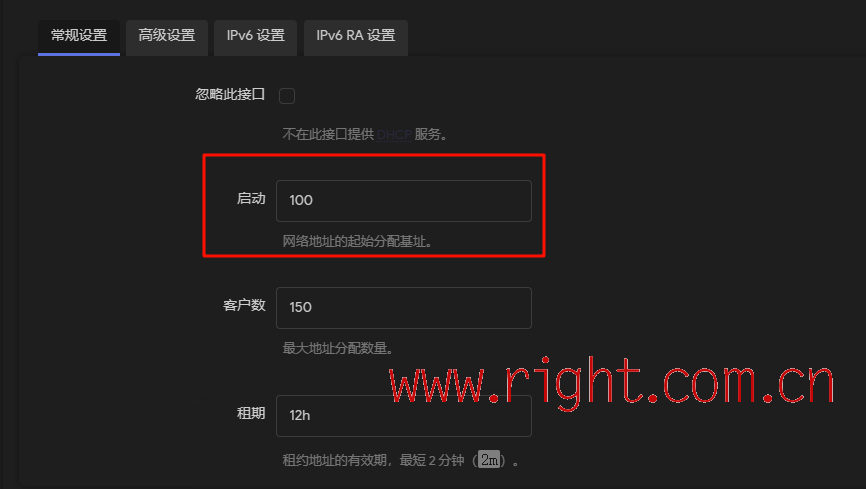 常规设置 高级设置 IPv6 设置 IPv6 RA 设置
忽略此接口
不在此接口提供 DHCP 服务。
启动 100
网络地址的起始分配基址。
客户数 150
最大地址分配数量。
www.right.com.cn
租期 12h
租约地址的有效期，最短 2 分钟（2m）。